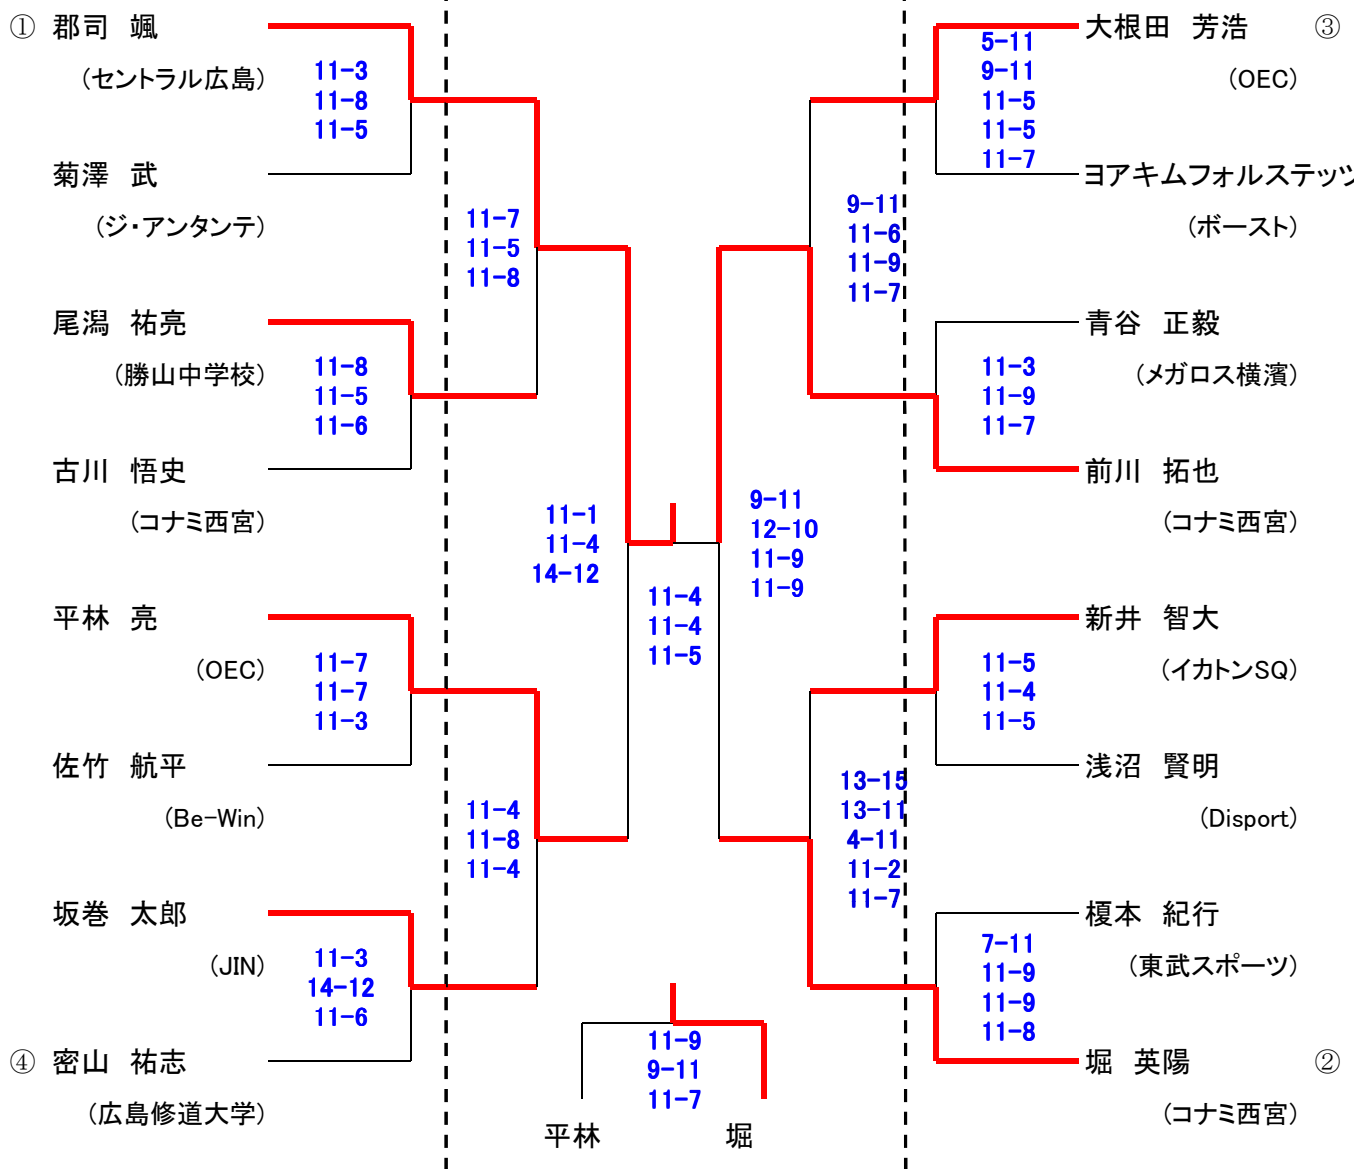 ① 郡司 颯
(セントラル広島)
11-3
11-8
11-5
菊澤 武
(ジ・アンタンテ)
11-7
11-5
11-8
尾潟 祐亮
(勝山中学校)
11-8
11-5
11-6
古川 悟史
(コナミ西宮)
11-1
11-4
14-12
平林 亮
(OEC)
11-7
11-7
11-3
佐竹 航平
(Be-Win)
11-4
11-8
11-4
坂巻 太郎
(JIN)
11-3
14-12
11-6
④ 密山 祐志
(広島修道大学)
11-4
11-4
11-5
11-9
9-11
11-7
平林 堀
大根田 芳浩 ③
(OEC)
5-11
9-11
11-5
11-5
11-7
ヨアキムフォルステッツ
(ボースト)
9-11
11-6
11-9
11-7
青谷 正毅
(メガロス横濱)
11-3
11-9
11-7
前川 拓也
(コナミ西宮)
9-11
12-10
11-9
11-9
新井 智大
(イカトンSQ)
11-5
11-4
11-5
浅沼 賢明
(Disport)
13-15
13-11
4-11
11-2
11-7
榎本 紀行
(東武スポーツ)
7-11
11-9
11-9
11-8
堀 英陽 ②
(コナミ西宮)